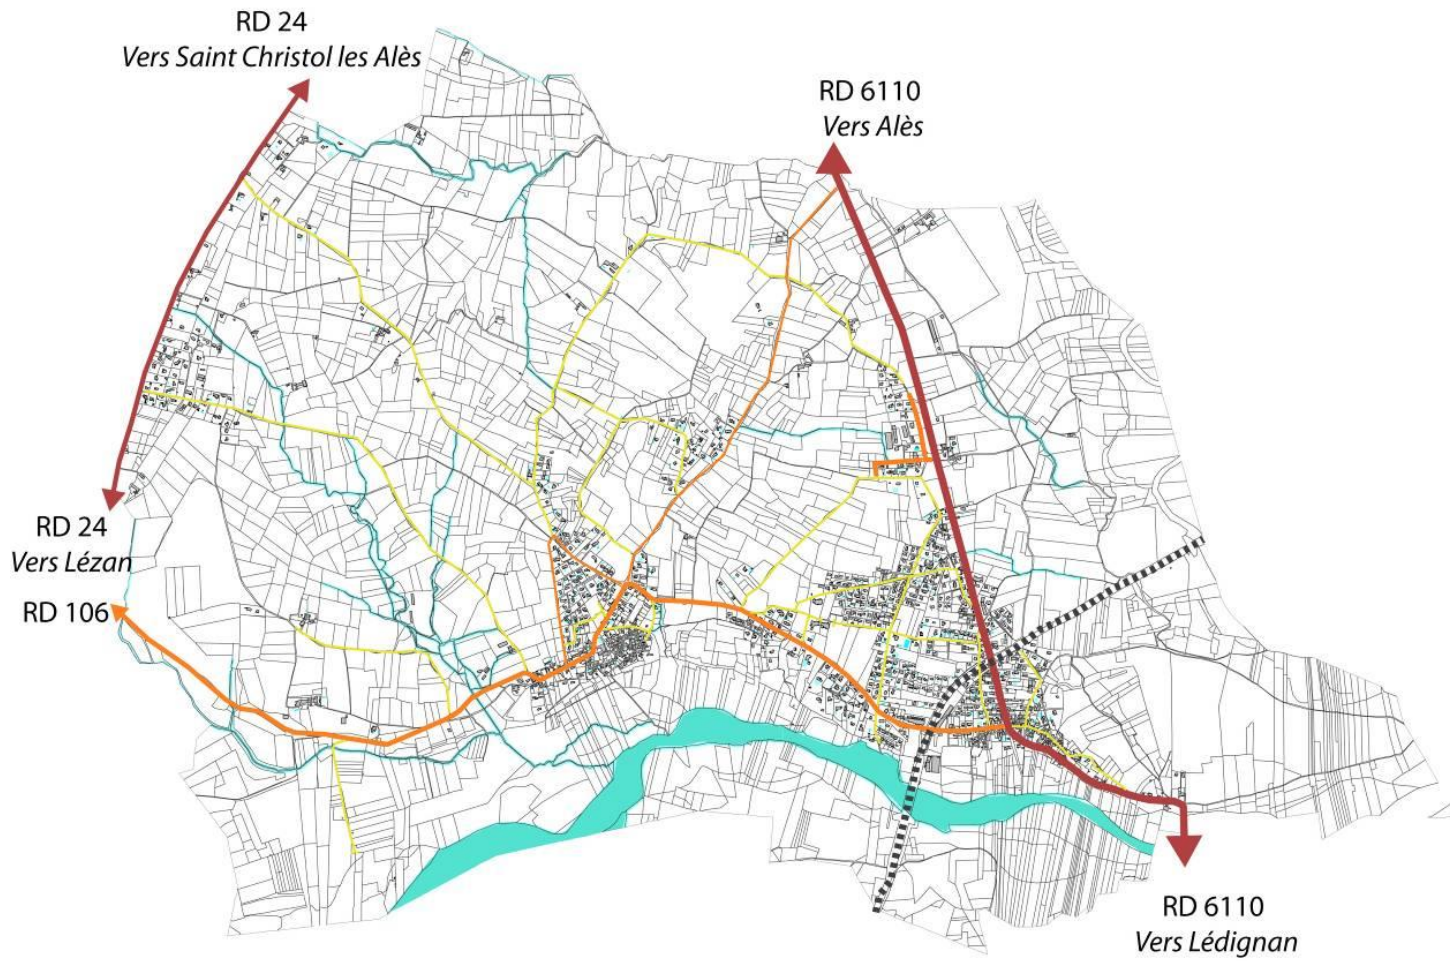 RD 24
Vers Saint Christol les Alès
RD 6110
Vers Alès
RD 24
Vers Lézan
RD 106
RD 6110
Vers Lédignan